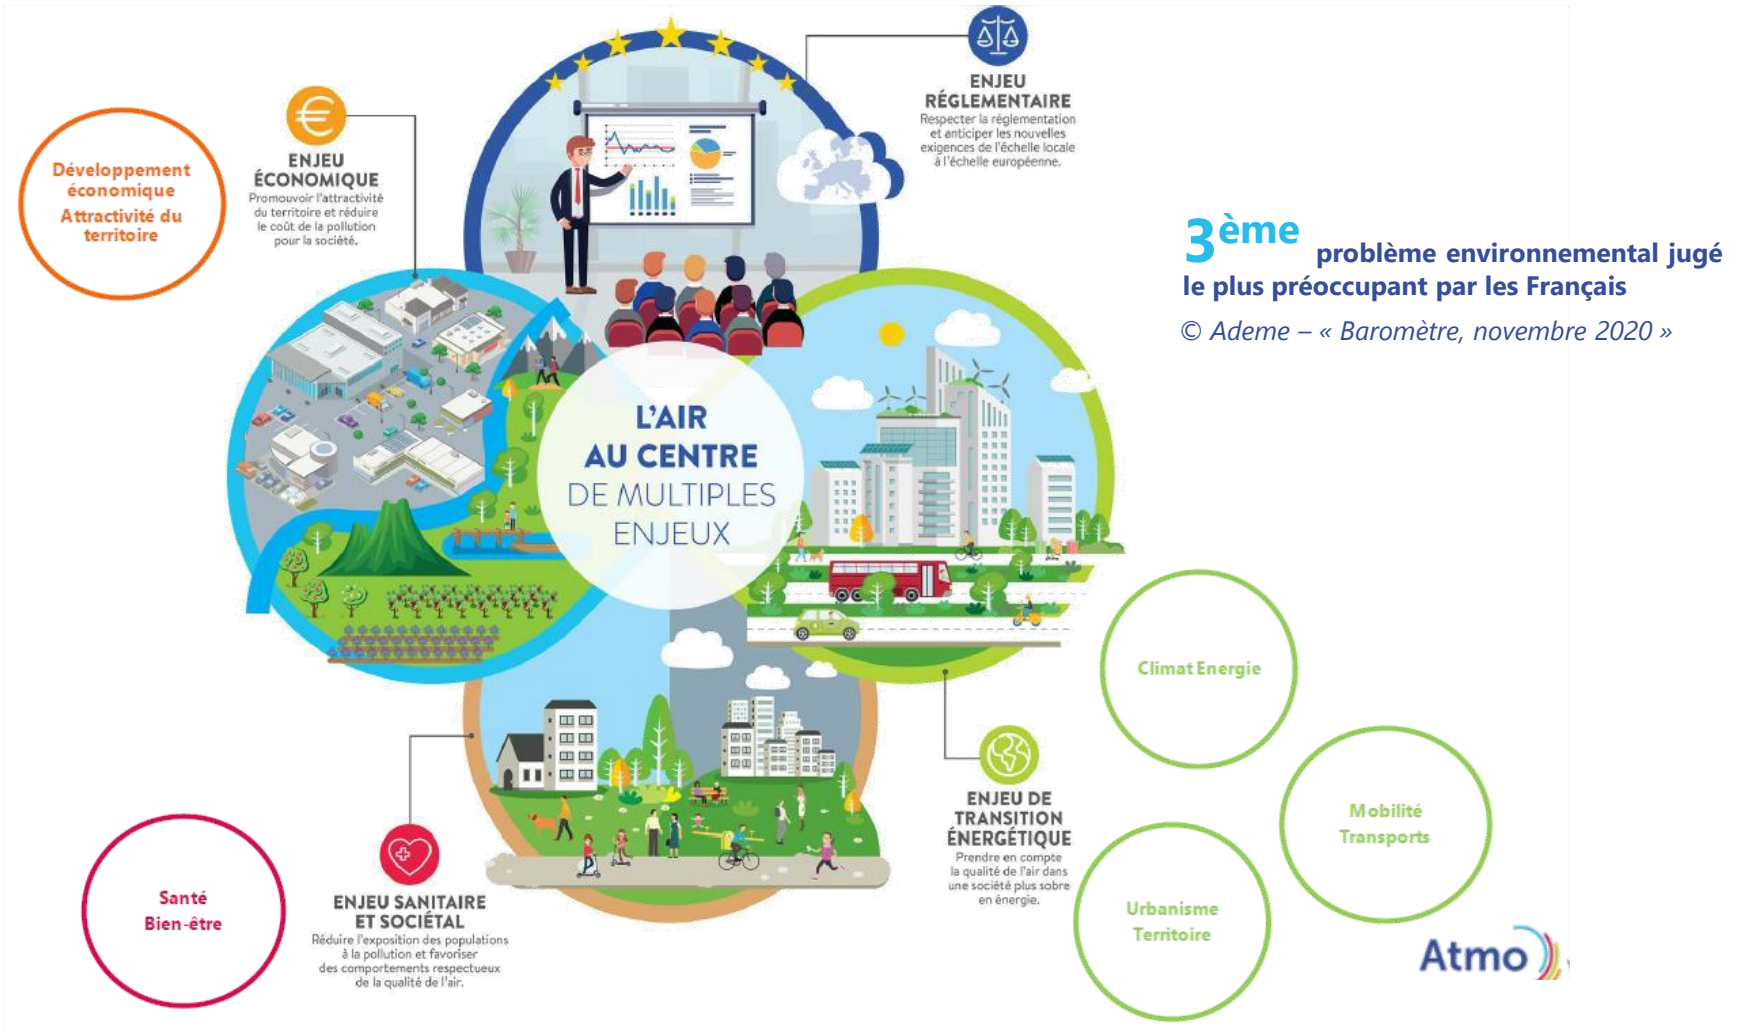 ENJEU
RÉGLEMENTAIRE
Respecter la réglementation
et anticiper les nouvelles
exigences de l'échelle locale
à l'échelle européenne.
ENJEU
ÉCONOMIQUE
Promouvoir l'attractivité
du territoire et réduire
le coût de la pollution
pour la société.
Développement
économique
Attractivité du
territoire
3ème problème environnemental jugé
le plus préoccupant par les Français
© Ademe – « Baromètre, novembre 2020 »
L'AIR
AU CENTRE
DE MULTIPLES
ENJEUX
Climat Energie
Mobilité
Transports
Urbanisme
Territoire
ENJEU DE
TRANSITION
ÉNERGÉTIQUE
Prendre en compte
la qualité de l'air dans
une société plus sobre
en énergie.
Santé
Bien-être
ENJEU SANITAIRE
ET SOCIÉTAL
Réduire l'exposition des populations
à la pollution et favoriser
des comportements respectueux
de la qualité de l'air.
Atmo